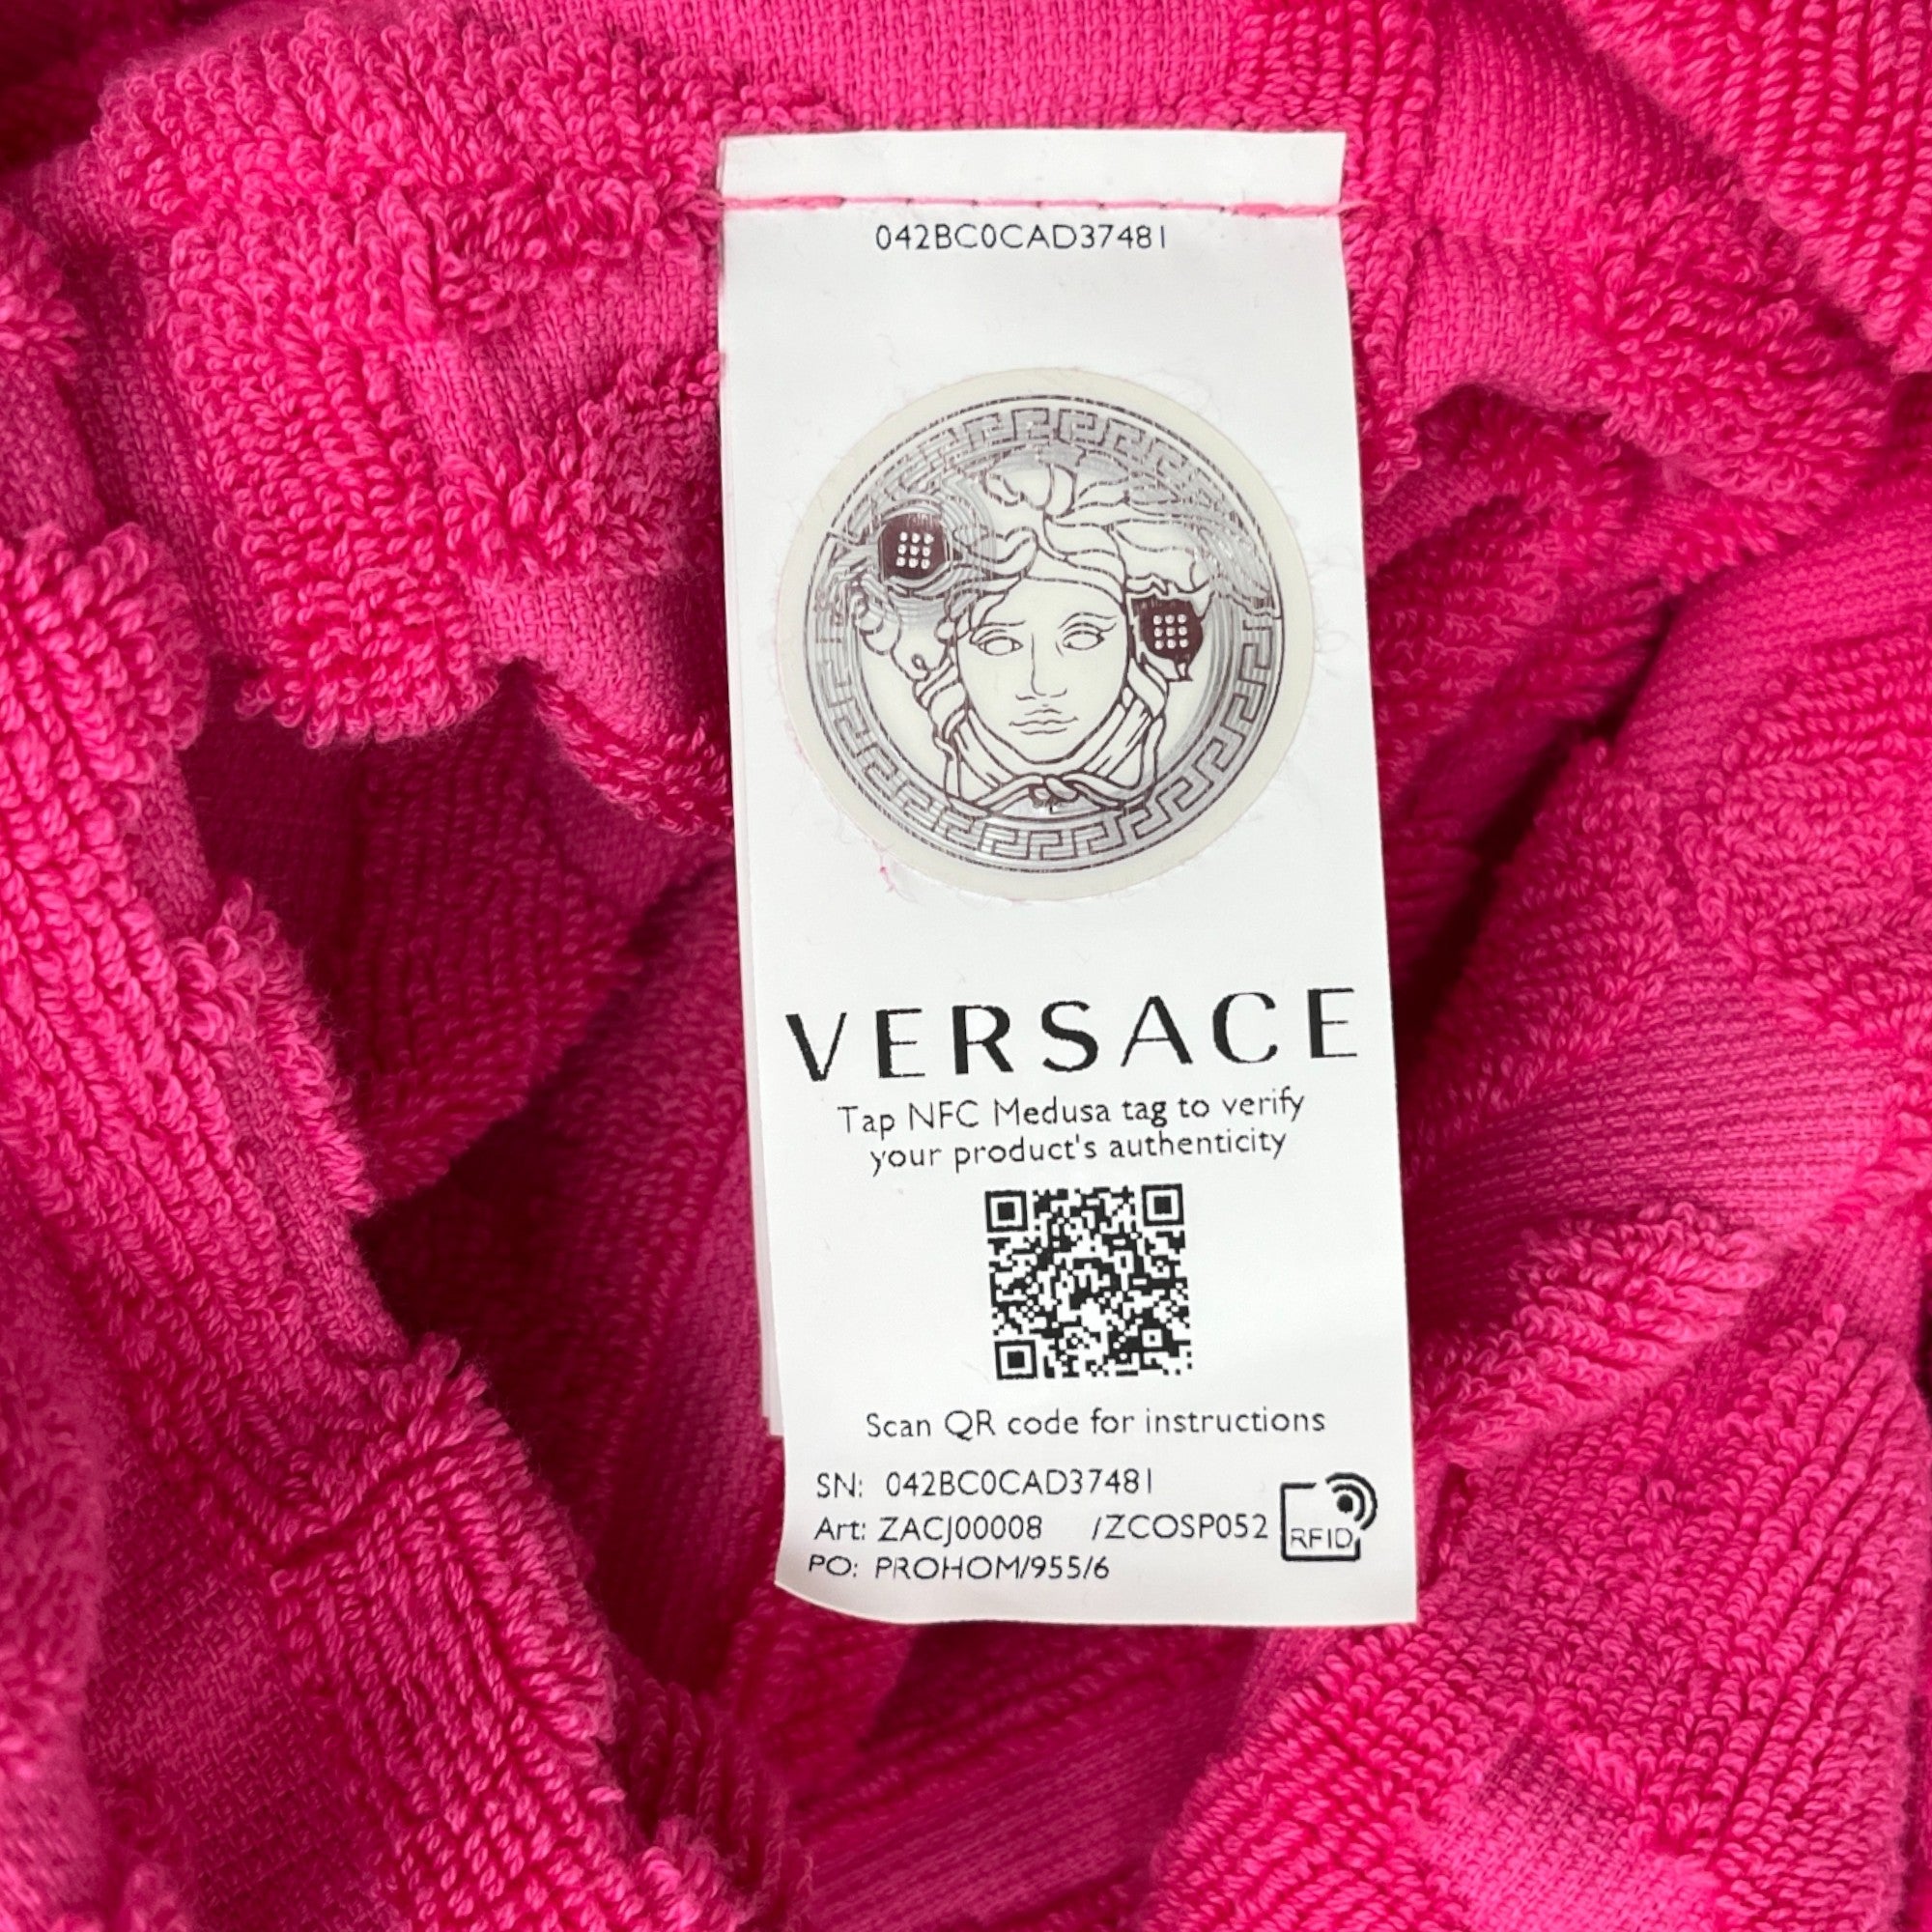 042BC0CAD37481
VERSACE
Tap NFC Medusa tag to verify
your product's authenticity
Scan QR code for instructions
SN: 042BC0CAD37481
Art: ZACJ00008 /ZCOSP052
RFID
PO: PROHOM/955/6